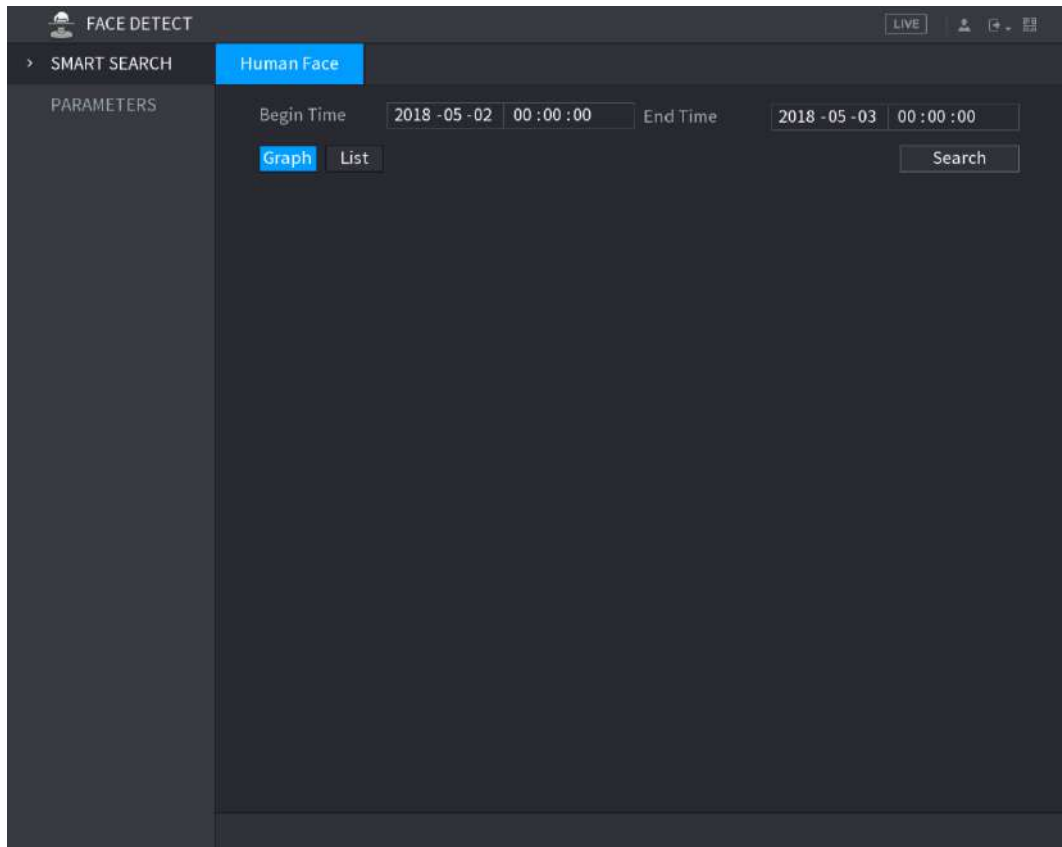 FACE DETECT LIVE
> SMART SEARCH Human Face
PARAMETERS
Begin Time 2018 -05 -02 00 :00 :00 End Time 2018 -05 -03 00 :00 :00
Graph List Search